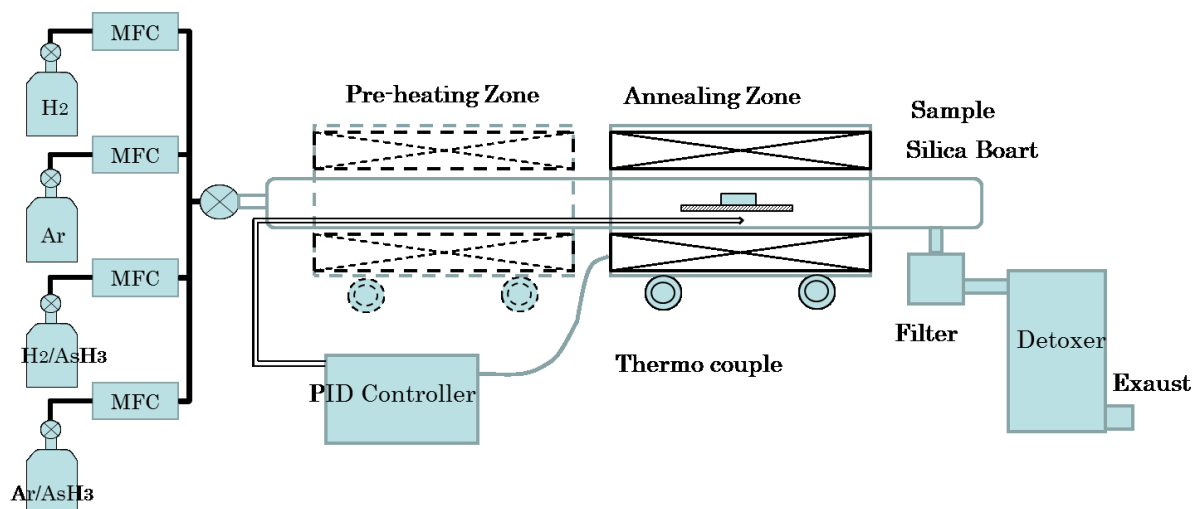 MFC
H2
MFC
Ar
MFC
H2/AsH3
MFC
Ar/AsH3
Pre-heating Zone
Annealing Zone
Sample
Silica Boart
PID Controller
Thermo couple
Filter
Detoxer
Exaust